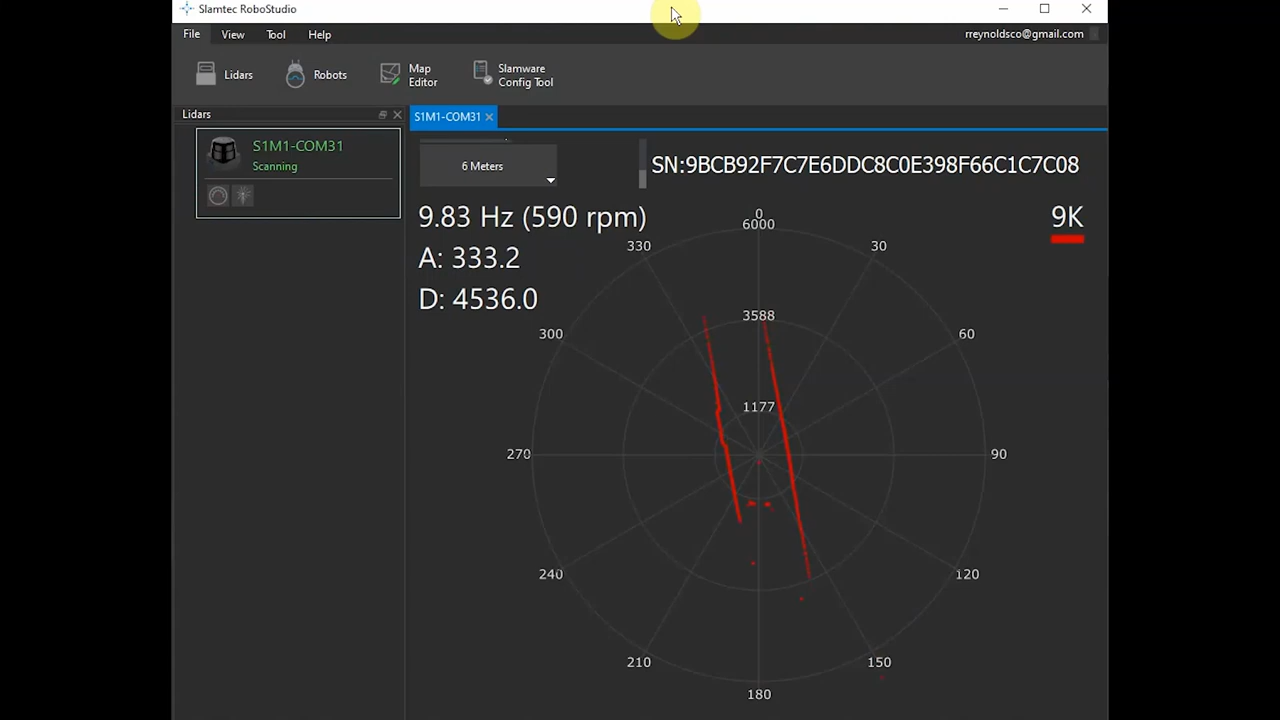 Slamtec RoboStudio
File View Tool Help
rreynoldsco@gmail.com
Lidars
Robots
Map
Editor
Slamware
Config Tool
Lidars
S1M1-COM31
S1M1-COM31
Scanning
6 Meters
SN:9BCB92F7C7E6DDC8C0E398F66C1C7C08
9.83 Hz (590 rpm)
A: 333.2
D: 4536.0
9K
0
6000
330
30
3588
300
60
1177
270
90
240
120
210
150
180